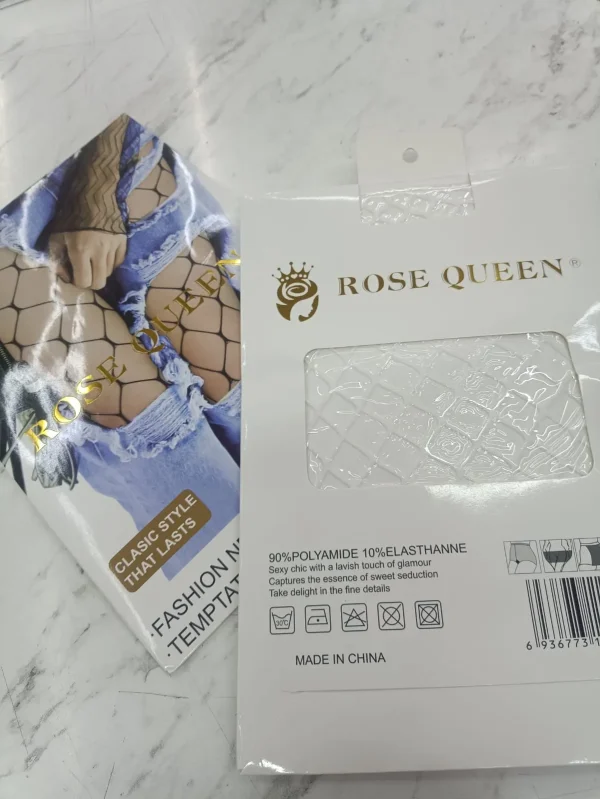 ROSE QUEEN
CLASIC STYLE
THAT LASTS
·FASHION
·TEMPTAT
ROSE QUEEN®
90%POLYAMIDE 10%ELASTHANNE
Sexy chic with a lavish touch of glamour
Captures the essence of sweet seduction
Take delight in the fine details
30℃
MADE IN CHINA
6 936773 1